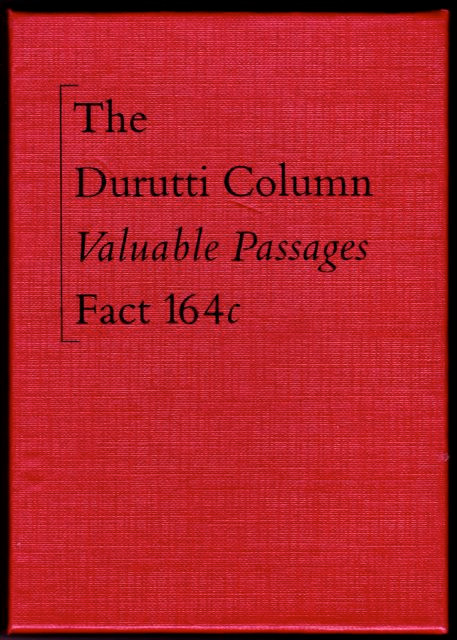 The
Durutti Column
Valuable Passages
Fact 164c